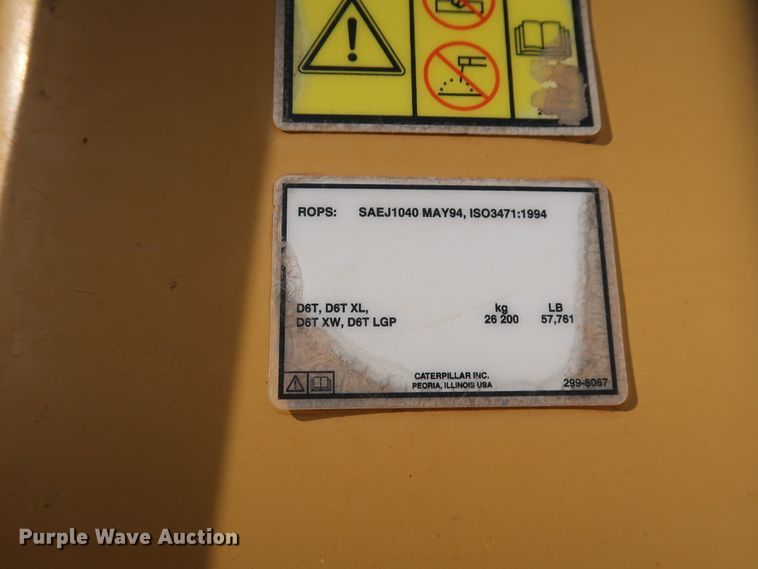 ROPS: SAEJ1040 MAY94, ISO3471:1994
D6T, D6T XL, kg LB
D6T XW, D6T LGP 26 200 57,761
CATERPILLAR INC.
PEORIA, ILLINOIS USA
299-8067
Purple Wave Auction